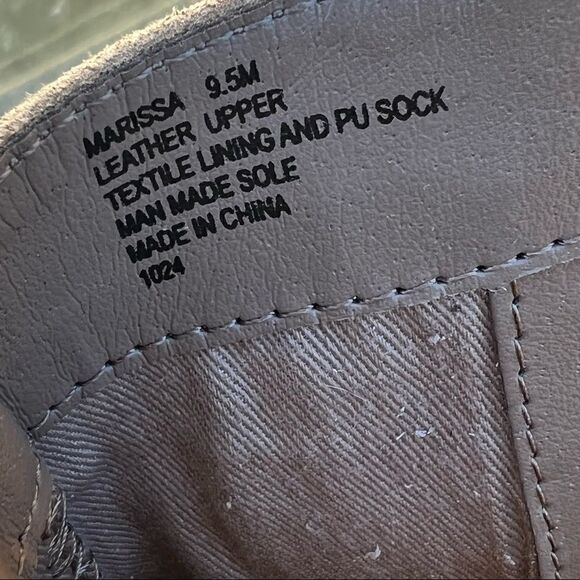 MARISSA 9.5M
LEATHER UPPER
TEXTILE LINING AND PU SOCK
MAN MADE SOLE
MADE IN CHINA
1024